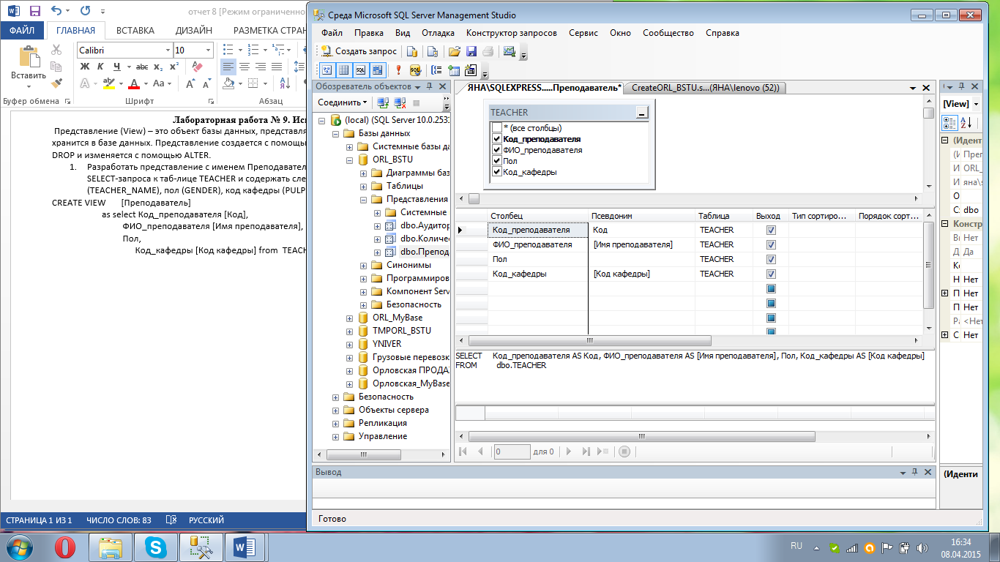 отчет 8 [Режим ограниченно
ФАЙЛ ГЛАВНАЯ ВСТАВКА ДИЗАЙН РАЗМЕТКА СТРАН
Calibri 10
Вставить
Ж К Ч abc x₂ x²
Буфер обмена Абзац
Лабораторная работа № 9. Исп
Представление (View) – это объект базы данных, представля
хранится в базе данных. Представление создается с помощь
DROP и изменяется с помощью ALTER.
1. Разработать представление с именем Преподавател
SELECT-запроса к таб-лице TEACHER и содержать сле
(TEACHER_NAME), пол (GENDER), код кафедры (PULP
CREATE VIEW [Преподаватель]
as select Код_преподавателя [Код],
ФИО_преподавателя [Имя преподавателя],
Пол,
Код_кафедры [Код кафедры] from TEACH
СТРАНИЦА 1 ИЗ 1 ЧИСЛО СЛОВ: 83 РУССКИЙ
Среда Microsoft SQL Server Management Studio
Файл Правка Вид Отладка Конструктор запросов Сервис Окно Сообщество Справка
Создать запрос
Обозреватель объектов
Соединить
(local) (SQL Server 10.0.2531
Базы данных
Системные базы да
ORL_BSTU
Диаграммы баз
Таблицы
Представления
Системные
dbo.Аудитор
dbo.Количес
dbo.Препод
Синонимы
Программиров
Компонент Serv
Безопасность
ORL_MyBase
TMPORL_BSTU
YNIVER
Грузовые перевозк
Орловская ПРОДАЖ
Орловская_MyBase
Безопасность
Объекты сервера
Репликация
Управление
ЯНА\SQLEXPRESS.....Преподаватель* CreateORL_BSTU.s...(ЯНА\lenovo (52))
TEACHER
* (все столбцы)
Код_преподавателя
ФИО_преподавателя
Пол
Код_кафедры
Столбец Псевдоним Таблица Выход Тип сортиро... Порядок сорт...
Код_преподавателя Код TEACHER
ФИО_преподавателя [Имя преподавателя] TEACHER
Пол TEACHER
Код_кафедры [Код кафедры] TEACHER
SELECT Код_преподавателя AS Код, ФИО_преподавателя AS [Имя преподавателя], Пол, Код_кафедры AS [Код кафедры]
FROM dbo.TEACHER
0 для 0
[View]
(Идент
(И Преп
И ORL_
И яна\s
О
С: dbo
Констр
Вы Нет
Д Да
Ко
Н Нет
П Нет
П Нет
Ра <Нет
С Нет
(Иденти
Вывод
Готово
RU 16:34
08.04.2015